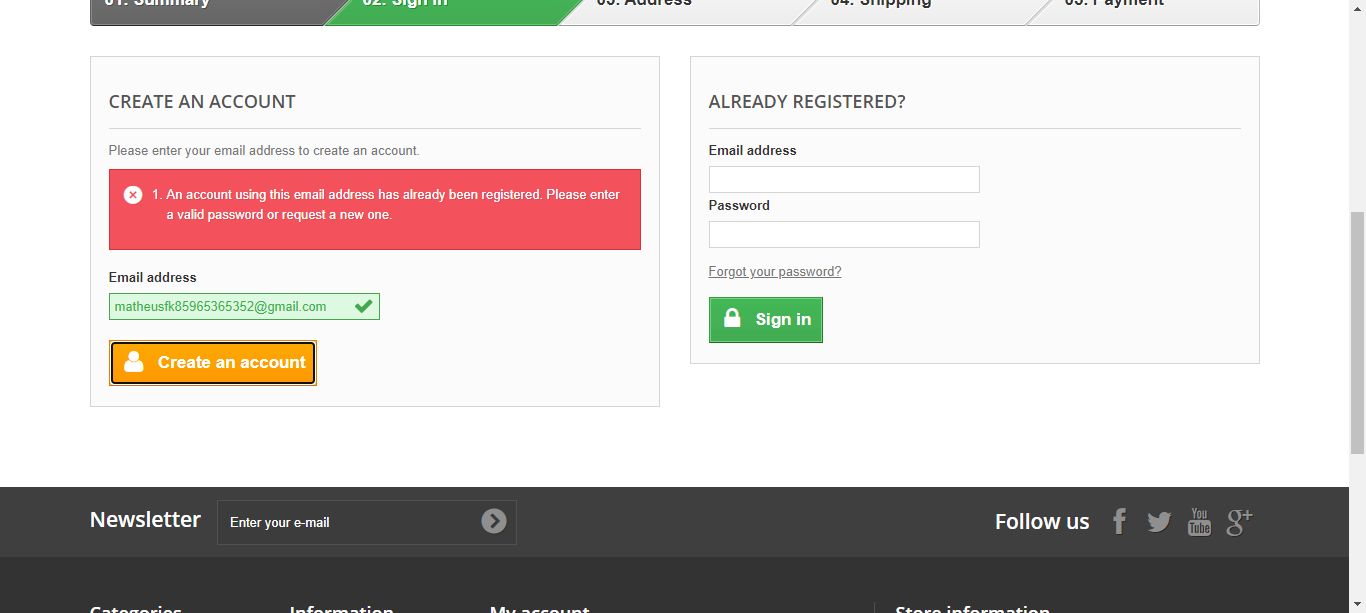 01. Summary
02. Sign in
03. Address
04. Shipping
05. Payment
CREATE AN ACCOUNT
Please enter your email address to create an account.
1. An account using this email address has already been registered. Please enter
a valid password or request a new one.
Email address
matheusfk85965365352@gmail.com
Create an account
ALREADY REGISTERED?
Email address
Password
Forgot your password?
Sign in
Newsletter
Enter your e-mail
Follow us
You
Tube
g+
Categories
Information
My account
Store information